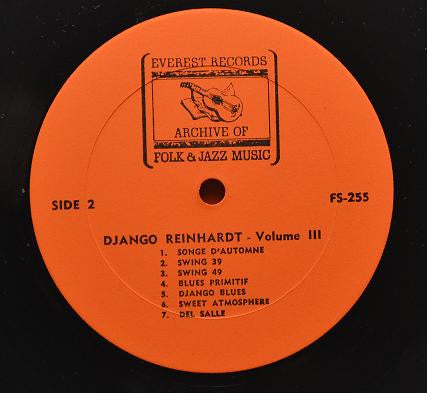 EVEREST RECORDS
ARCHIVE OF
FOLK & JAZZ MUSIC
SIDE 2
FS-255
DJANGO REINHARDT - Volume III
1. SONGE D'AUTOMNE
2. SWING 39
3. SWING 49
4. BLUES PRIMITIF
5. DJANGO BLUES
6. SWEET ATMOSPHERE
7. DEL SALLE